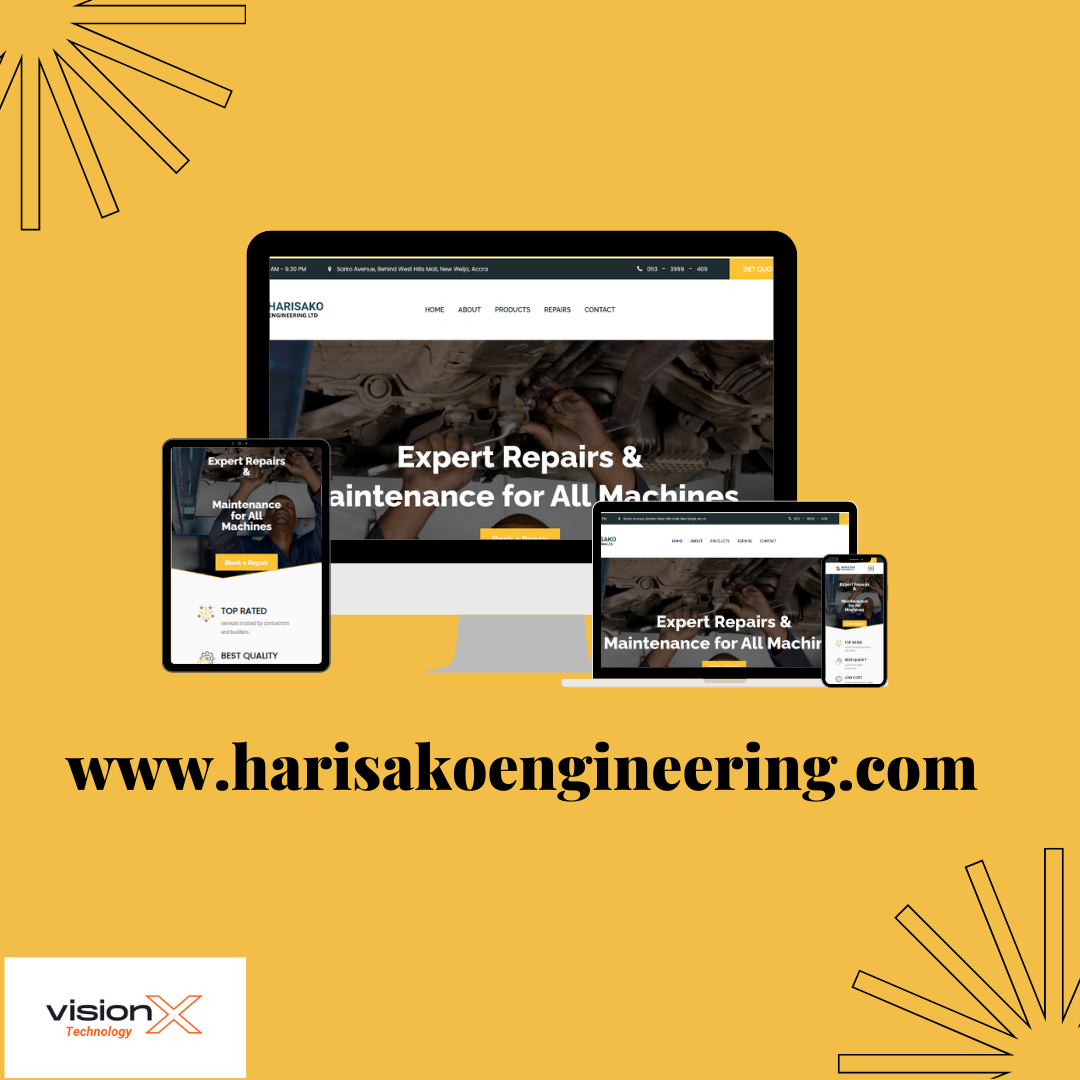 AM - 9.30 PM
Sarko Avenue, Behind West Hills Mall, New Weija, Accra
053 - 3999 - 409
GET QUO
HARISAKO
ENGINEERING LTD
HOME ABOUT PRODUCTS REPAIRS CONTACT
Expert Repairs &
aintenance for All Machines
Book a Repair
Expert Repairs
&
Maintenance
for All
Machines
Book a Repair
TOP RATED
services trusted by contractors
and builders.
BEST QUALITY
SAKO
HOME ABOUT PRODUCTS REPAIRS CONTACT
Expert Repairs &
Maintenance for All Machin
Expert Repairs
&
Maintenance
for All
Machines
TOP RATED
BEST QUALITY
LOW COST
www.harisakoengineering.com
visionX
Technology